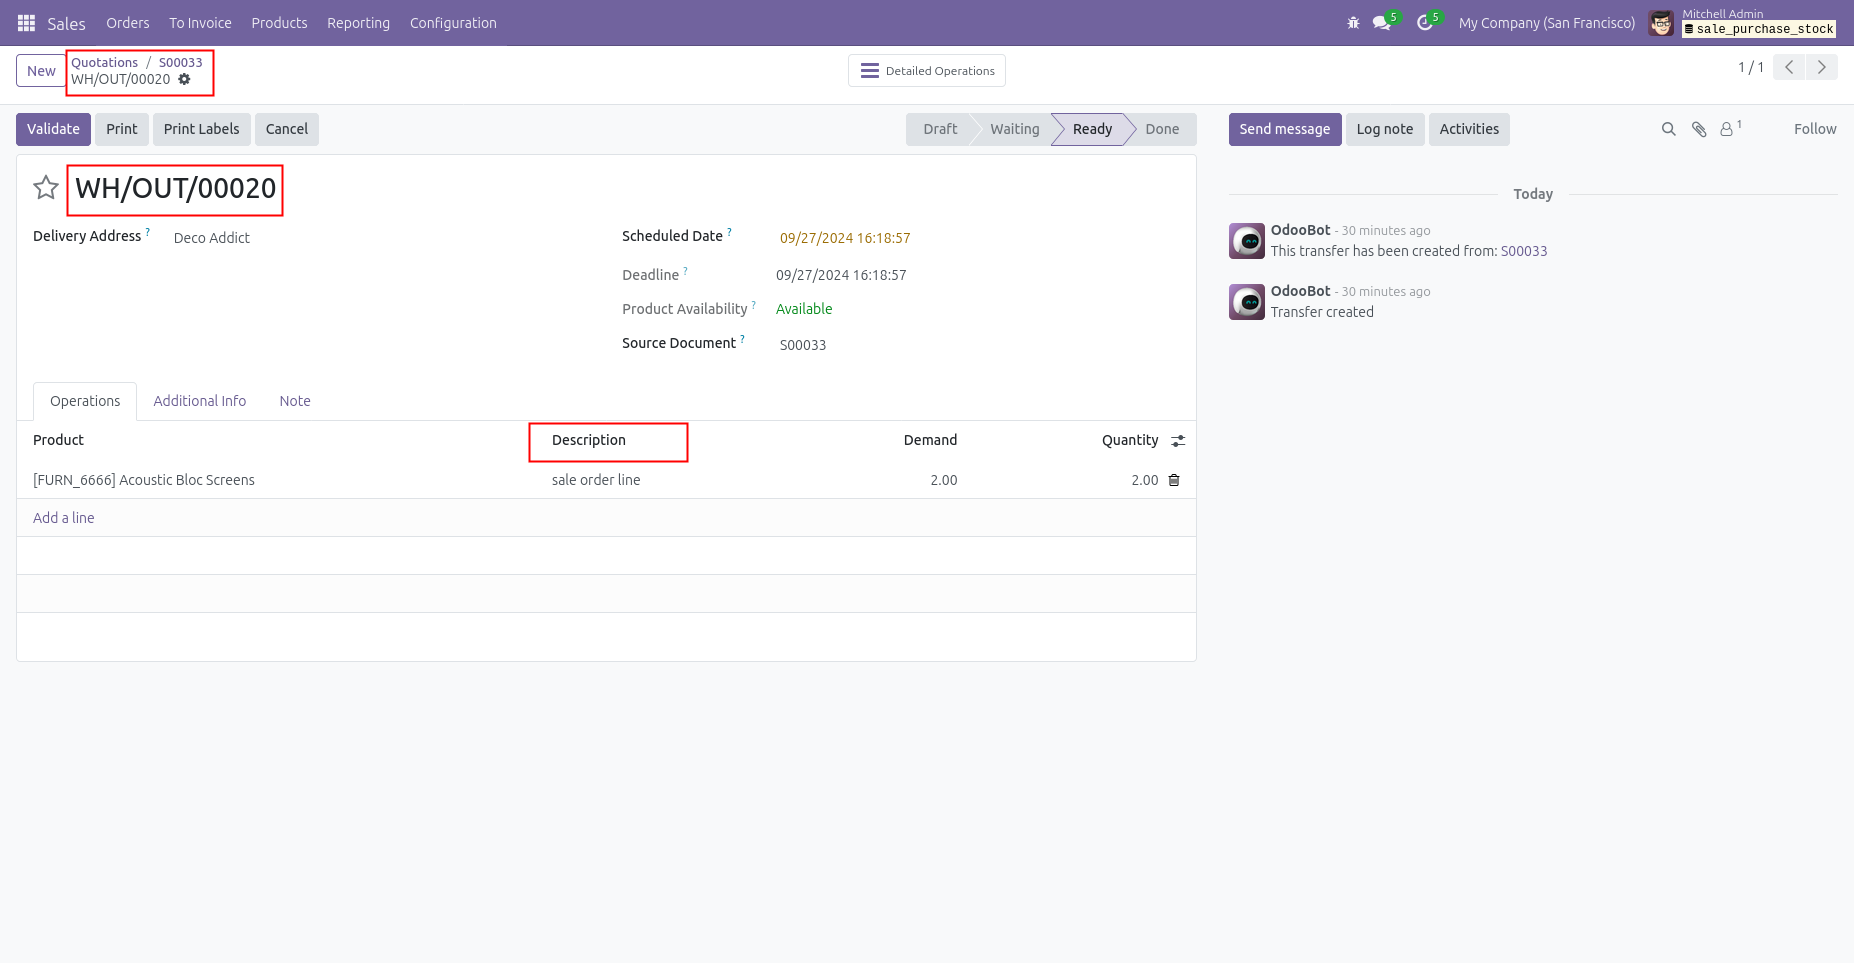 Sales Orders To Invoice Products Reporting Configuration 5 5 My Company (San Francisco) Mitchell Admin
sale_purchase_stock
New Quotations / S00033
WH/OUT/00020
Detailed Operations
1 / 1
Validate Print Print Labels Cancel Draft Waiting Ready Done
Send message Log note Activities 1 Follow
WH/OUT/00020
Delivery Address ? Deco Addict
Scheduled Date ? 09/27/2024 16:18:57
Deadline ? 09/27/2024 16:18:57
Product Availability ? Available
Source Document ? S00033
Operations Additional Info Note
Product Description Demand Quantity
[FURN_6666] Acoustic Bloc Screens sale order line 2.00 2.00
Add a line
Today
OdooBot - 30 minutes ago
This transfer has been created from: S00033
OdooBot - 30 minutes ago
Transfer created